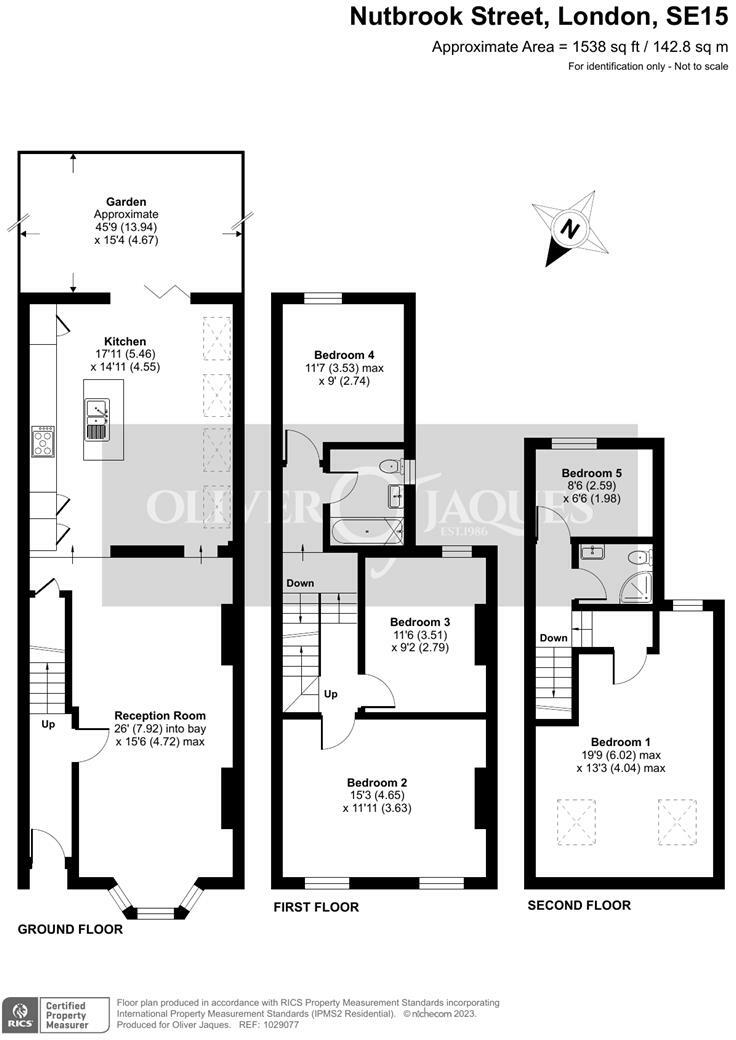 Nutbrook Street, London, SE15
Approximate Area = 1538 sq ft / 142.8 sq m
For identification only - Not to scale
Garden
Approximate
45'9 (13.94)
x 15'4 (4.67)
N
Kitchen
17'11 (5.46)
x 14'11 (4.55)
Bedroom 4
11'7 (3.53) max
x 9' (2.74)
Bedroom 5
8'6 (2.59)
x 6'6 (1.98)
OLIVER JAQUES
EST.1986
Down
Bedroom 3
11'6 (3.51)
x 9'2 (2.79)
Down
Up
Up
Reception Room
26' (7.92) into bay
x 15'6 (4.72) max
Bedroom 1
19'9 (6.02) max
x 13'3 (4.04) max
Bedroom 2
15'3 (4.65)
x 11'11 (3.63)
GROUND FLOOR
FIRST FLOOR
SECOND FLOOR
RICS
Certified
Property
Measurer
Floor plan produced in accordance with RICS Property Measurement Standards incorporating
International Property Measurement Standards (IPMS2 Residential). © nichecom 2023.
Produced for Oliver Jaques. REF: 1029077